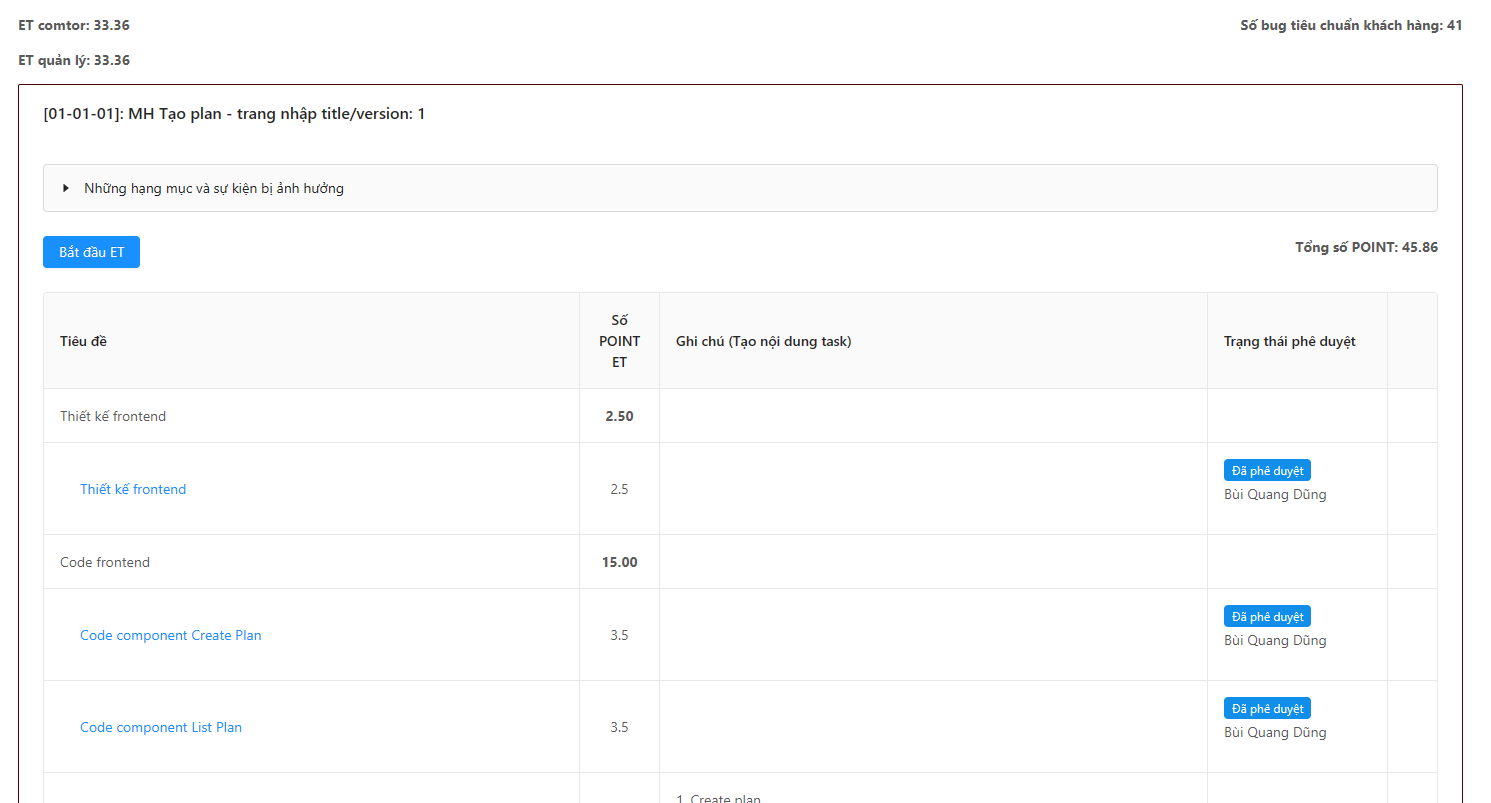 ET comtor: 33.36
Số bug tiêu chuẩn khách hàng: 41
ET quản lý: 33.36
[01-01-01]: MH Tạo plan - trang nhập title/version: 1
Những hạng mục và sự kiện bị ảnh hưởng
Bắt đầu ET
Tổng số POINT: 45.86
Tiêu đề
Số
POINT
ET
Ghi chú (Tạo nội dung task)
Trạng thái phê duyệt
Thiết kế frontend
2.50
Thiết kế frontend
2.5
Đã phê duyệt
Bùi Quang Dũng
Code frontend
15.00
Code component Create Plan
3.5
Đã phê duyệt
Bùi Quang Dũng
Code component List Plan
3.5
Đã phê duyệt
Bùi Quang Dũng
1. Create plan